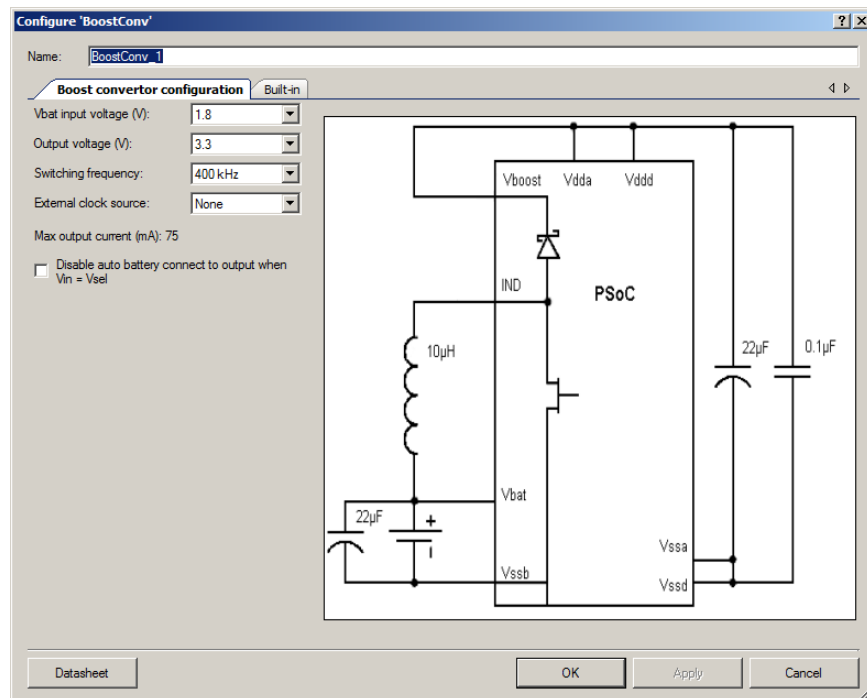 Configure 'BoostConv'
Name: BoostConv_1
Boost convertor configuration Built-in
Vbat input voltage (V): 1.8
Output voltage (V): 3.3
Switching frequency: 400 kHz
External clock source: None
Max output current (mA): 75
Disable auto battery connect to output when
Vin = Vsel
Vboost Vdda Vddd
IND
PSoC
10µH
22µF 0.1µF
Vbat
22µF
+
Vssa
Vssb
Vssd
Datasheet OK Apply Cancel